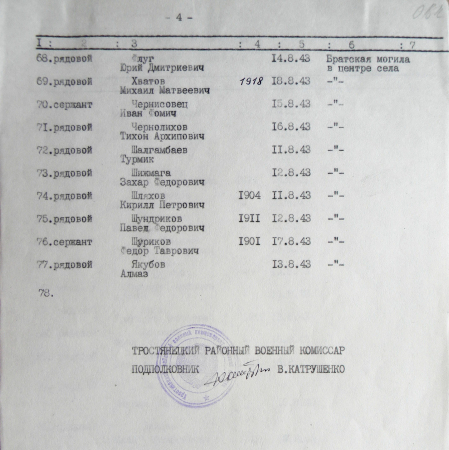 - 4 -
I : 2 : 3 : 4 : 5 : 6 : 7
68.рядовой Флуг 14.8.43 Братская могила
Юрий Дмитриевич в центре села
69.рядовой Хватов 1918 18.8.43 -"-
Михаил Матвеевич
70.сержант Чернисовец 15.8.43 -"-
Иван Фомич
71.рядовой Чернолихов 16.8.43 -"-
Тихон Архипович
72.рядовой Шалгамбаев 11.8.43 -"-
Турмик
73.рядовой Шижмага 12.8.43 -"-
Захар Федорович
74.рядовой Шляхов 1904 11.8.43 -"-
Кирилл Петрович
75.рядовой Шундриков 1911 12.8.43 -"-
Павел Федорович
76.сержант Шуриков 1901 17.8.43 -"-
Федор Таврович
77.рядовой Якубов 13.8.43 -"-
Алмаз
78.
ТРОСТЯНЕЦКИЙ РАЙОННЫЙ ВОЕННЫЙ КОМИССАР
ПОДПОЛКОВНИК В.КАТРУШЕНКО